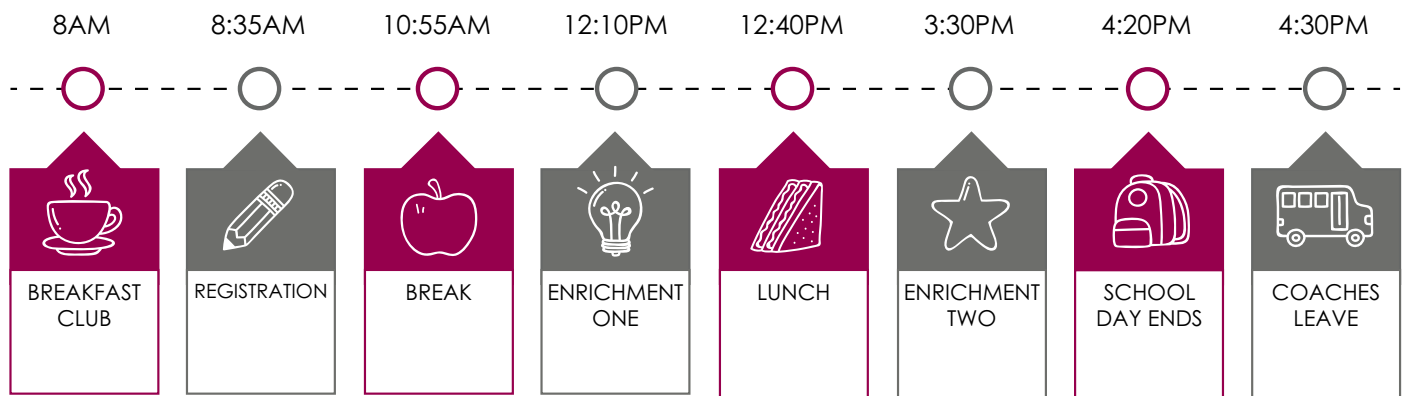 8AM
8:35AM
10:55AM
12:10PM
12:40PM
3:30PM
4:20PM
4:30PM
BREAKFAST
CLUB
REGISTRATION
BREAK
ENRICHMENT
ONE
LUNCH
ENRICHMENT
TWO
SCHOOL
DAY ENDS
COACHES
LEAVE